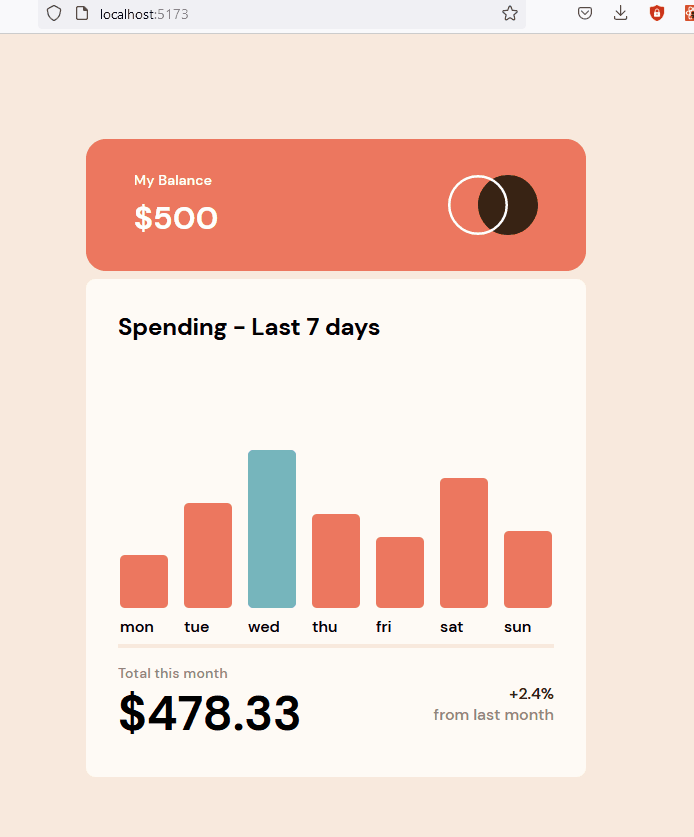 localhost:5173
My Balance
$500
Spending - Last 7 days
mon tue wed thu fri sat sun
Total this month
$478.33
+2.4%
from last month